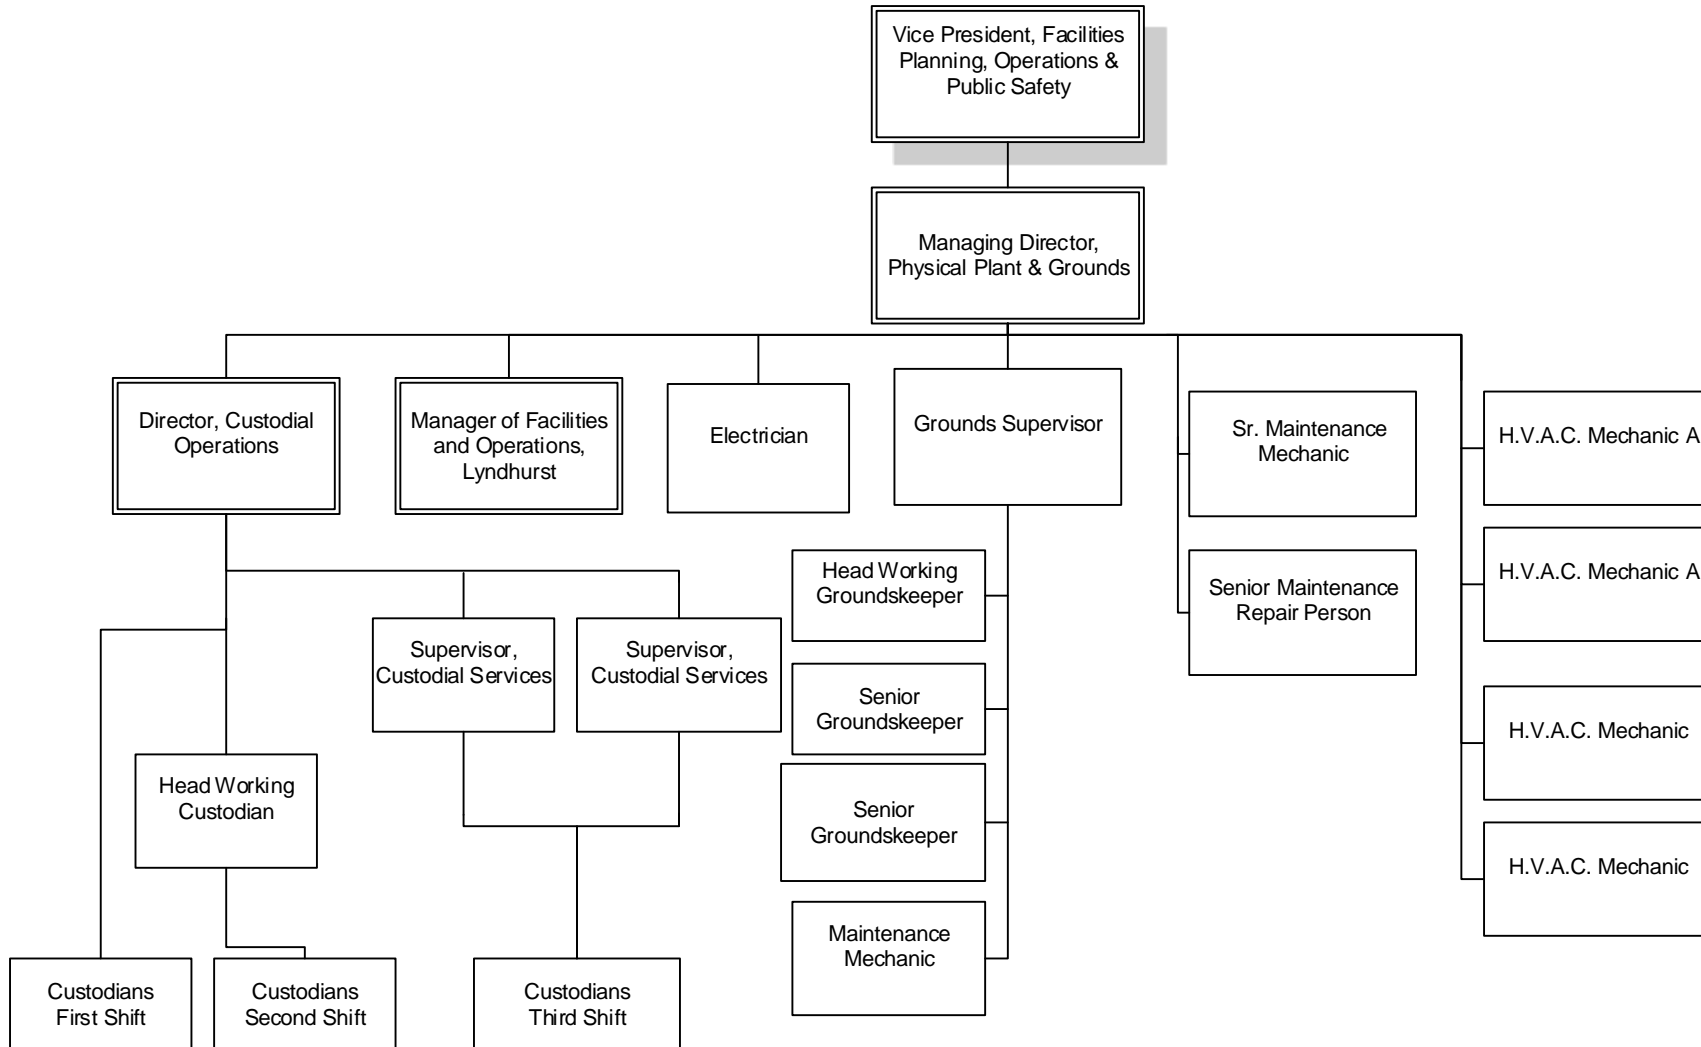 Vice President, Facilities
Planning, Operations &
Public Safety
Managing Director,
Physical Plant & Grounds
Director, Custodial
Operations
Manager of Facilities
and Operations,
Lyndhurst
Electrician
Grounds Supervisor
Sr. Maintenance
Mechanic
H.V.A.C. Mechanic A
Head Working
Groundskeeper
Senior Maintenance
Repair Person
H.V.A.C. Mechanic A
Supervisor,
Custodial Services
Supervisor,
Custodial Services
Senior
Groundskeeper
H.V.A.C. Mechanic
Head Working
Custodian
Senior
Groundskeeper
H.V.A.C. Mechanic
Maintenance
Mechanic
Custodians
First Shift
Custodians
Second Shift
Custodians
Third Shift